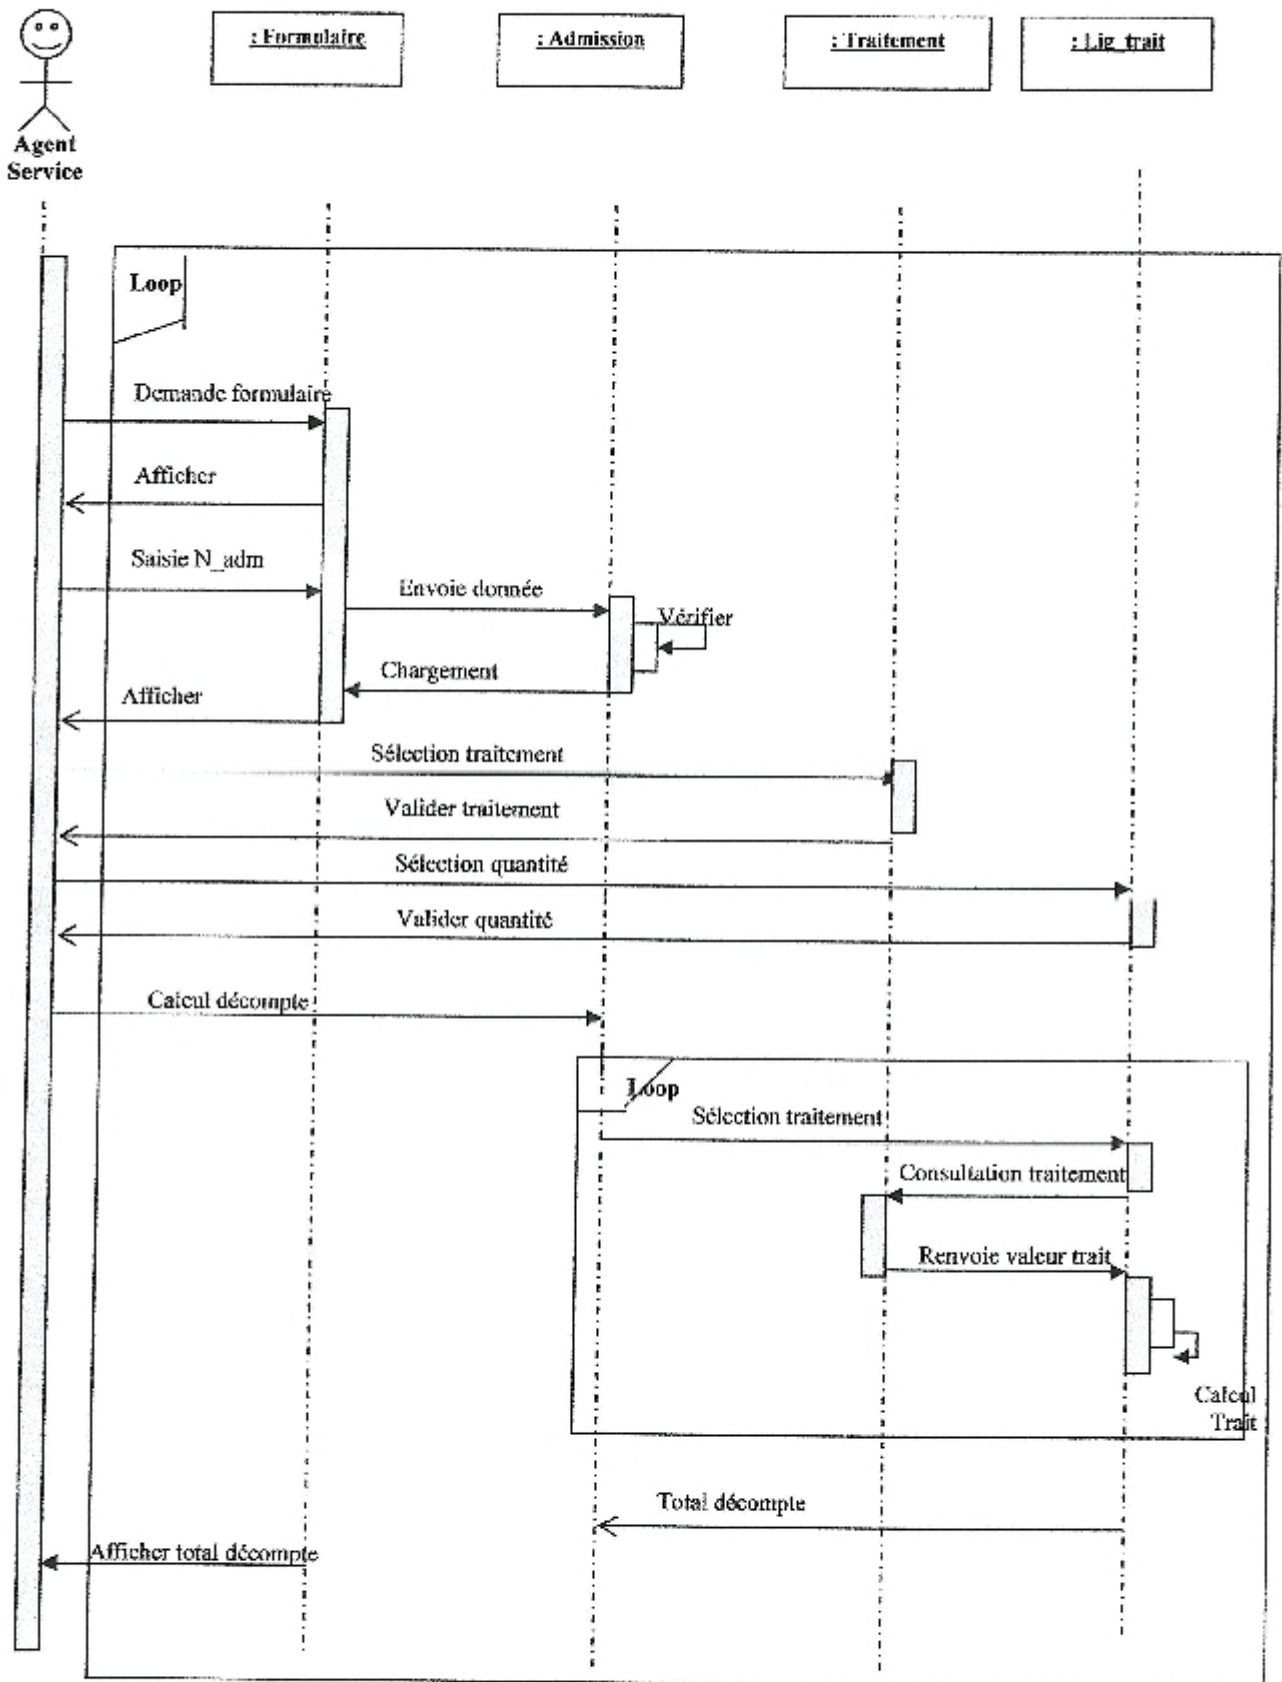 : Formulaire
: Admission
: Traitement
: Lig_trait
Agent
Service
Loop
Demande formulaire
Afficher
Saisie N_adm
Envoie donnée
Vérifier
Chargement
Afficher
Sélection traitement
Valider traitement
Sélection quantité
Valider quantité
Calcul décompte
Loop
Sélection traitement
Consultation traitement
Renvoie valeur trait
Calcul
Trait
Total décompte
Afficher total décompte